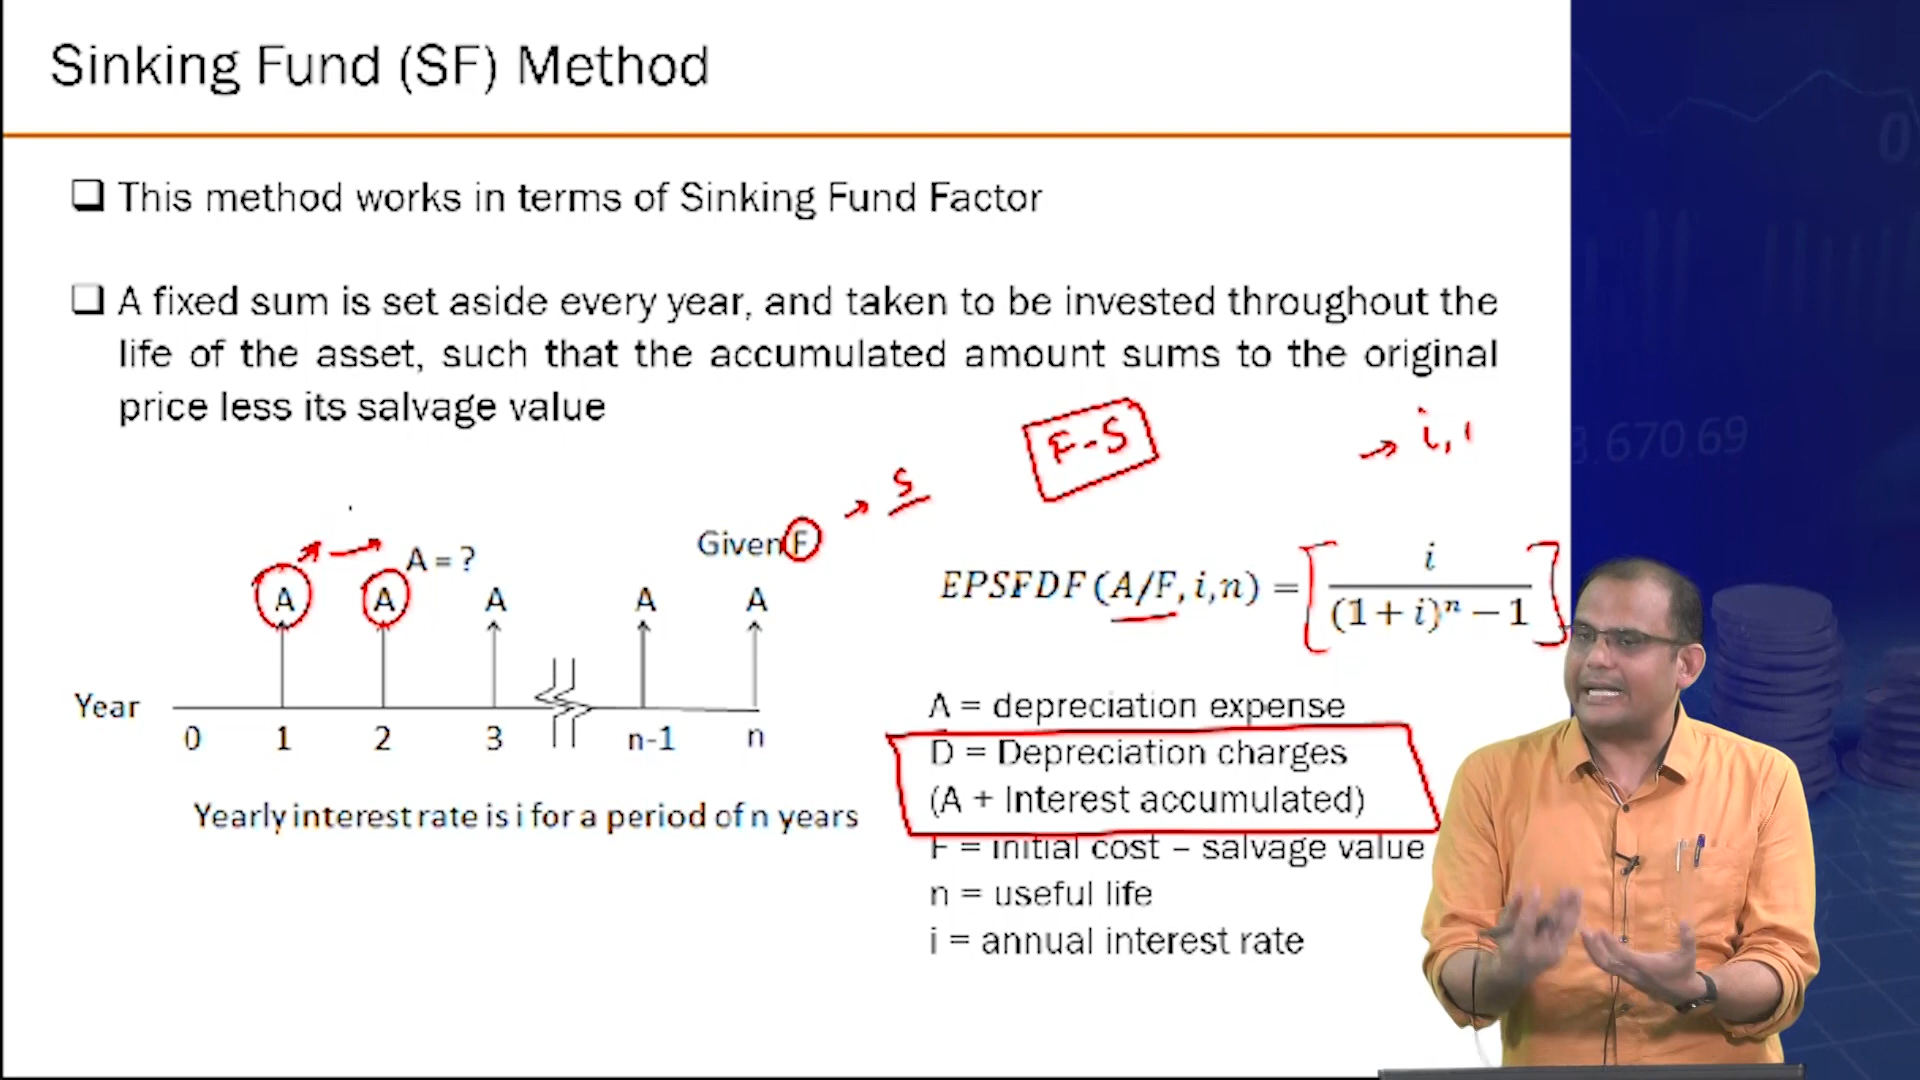 Sinking Fund (SF) Method
❑ This method works in terms of Sinking Fund Factor
❑ A fixed sum is set aside every year, and taken to be invested throughout the
life of the asset, such that the accumulated amount sums to the original
price less its salvage value
F-S
→ i, 
→ S
Given F
A = ?
A A A A A
Year
0 1 2 3 n-1 n
Yearly interest rate is i for a period of n years
EPSFDF(A/F,i,n) = [i / ((1+i)ⁿ − 1)]
A = depreciation expense
D = Depreciation charges
(A + Interest accumulated)
F = initial cost – salvage value
n = useful life
i = annual interest rate
0
3.670.69